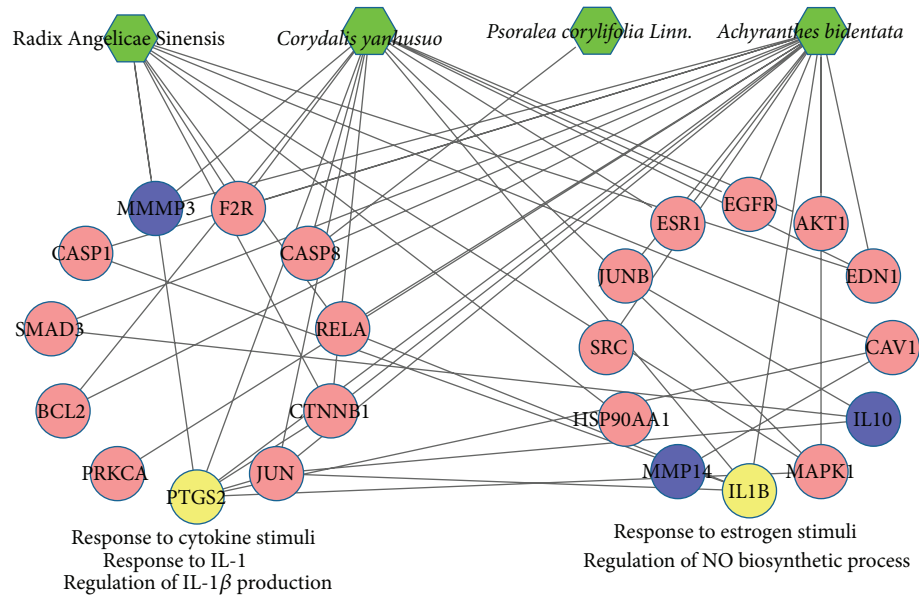 Radix Angelicae Sinensis
Corydalis yanhusuo
Psoralea corylifolia Linn.
Achyranthes bidentata
MMMP3
F2R
ESR1
EGFR
AKT1
CASP1
CASP8
JUNB
EDN1
SMAD3
RELA
SRC
CAV1
BCL2
CTNNB1
HSP90AA1
IL10
PRKCA
PTGS2
JUN
MMP14
IL1B
MAPK1
Response to cytokine stimuli
Response to IL-1
Regulation of IL-1β production
Response to estrogen stimuli
Regulation of NO biosynthetic process